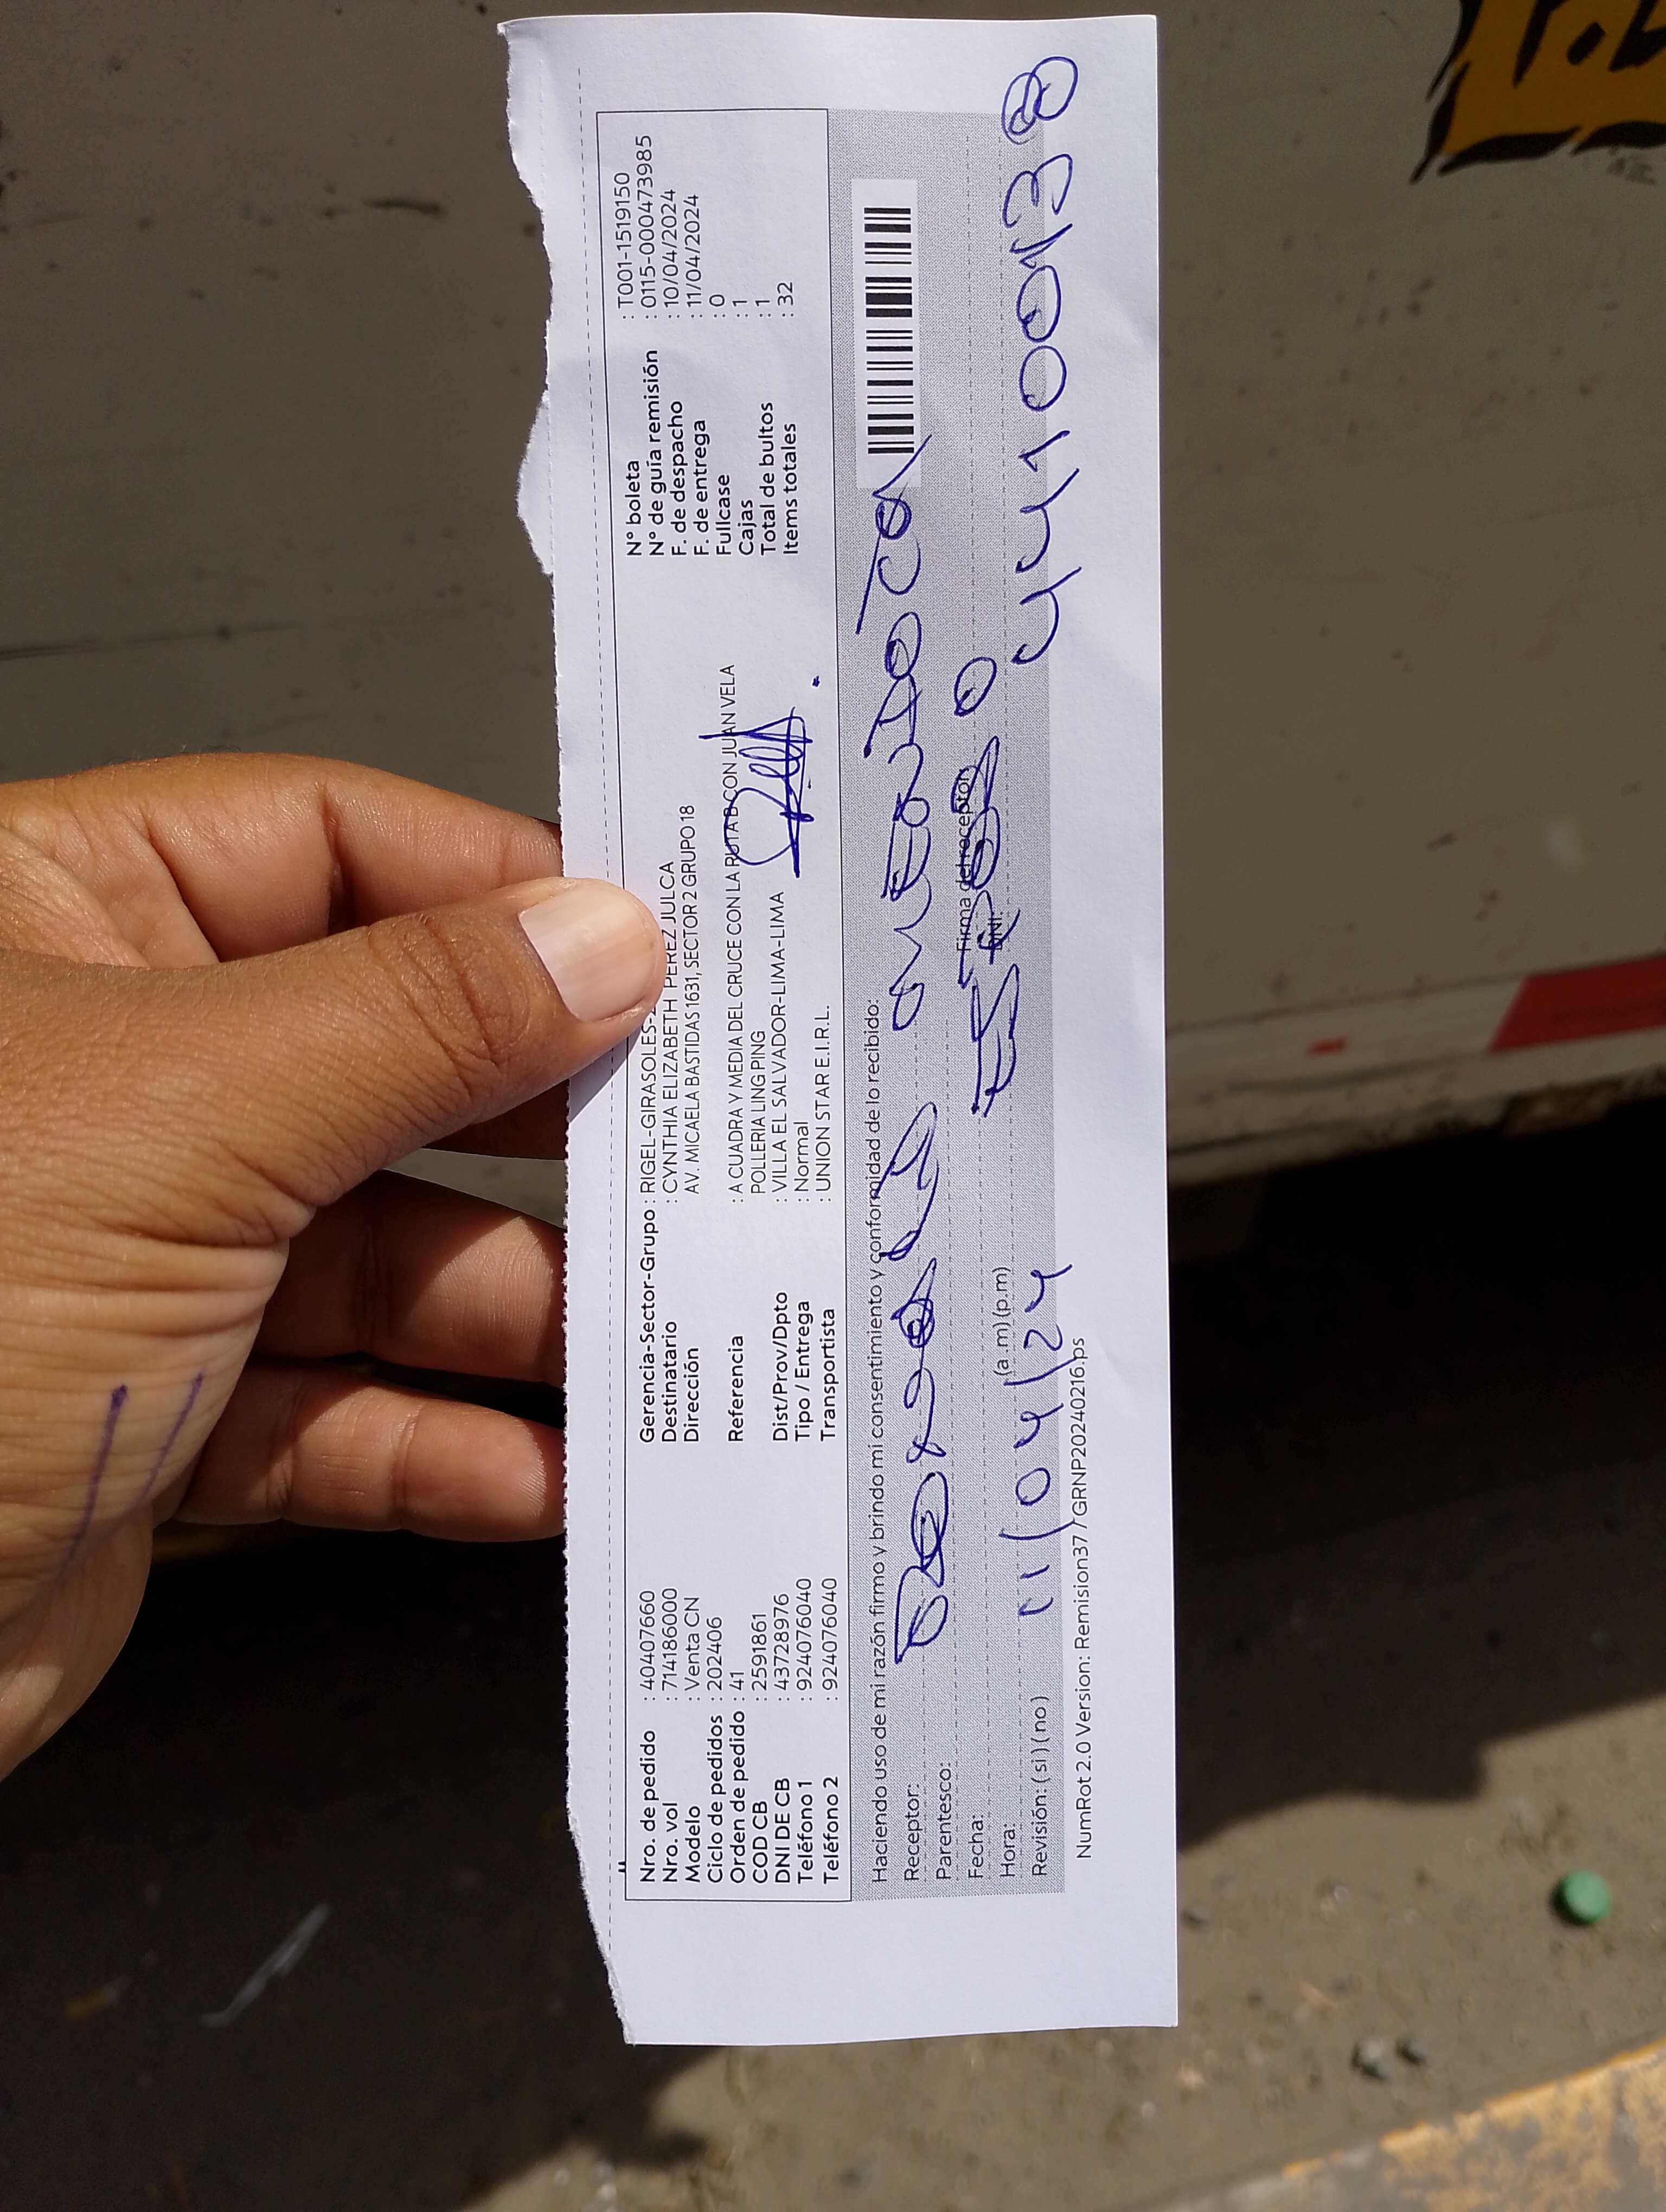 Nro. de pedido : 40407660
Nro. vol : 714186000
Modelo : Venta CN
Ciclo de pedidos : 202406
Orden de pedido : 41
COD CB : 2591861
DNI DE CB : 43728976
Teléfono 1 : 924076040
Teléfono 2 : 924076040
Gerencia-Sector-Grupo : RIGEL-GIRASOLES-
Destinatario : CYNTHIA ELIZABETH PEREZ JULCA
Dirección AV. MICAELA BASTIDAS 1631, SECTOR 2 GRUPO 18
Referencia : A CUADRA Y MEDIA DEL CRUCE CON LA RUTA B CON JUAN VELA
POLLERIA LING PING
Dist/Prov/Dpto : VILLA EL SALVADOR-LIMA-LIMA
Tipo / Entrega : Normal
Transportista : UNION STAR E.I.R.L.
N° boleta : T001-1519150
N° de guía remisión : 0115-0000473985
F. de despacho : 10/04/2024
F. de entrega : 11/04/2024
Fullcase : 0
Cajas : 1
Total de bultos : 1
Items totales : 32
Haciendo uso de mi razón firmo y brindo mi consentimiento y conformidad de lo recibido:
Receptor:
Parentesco:
Firma del receptor
Fecha:
DNI:
Hora: (a.m) (p.m)
11/04/24
Revisión: (si) (no)
NumRot 2.0 Version: Remision37 / GRNP20240216.ps